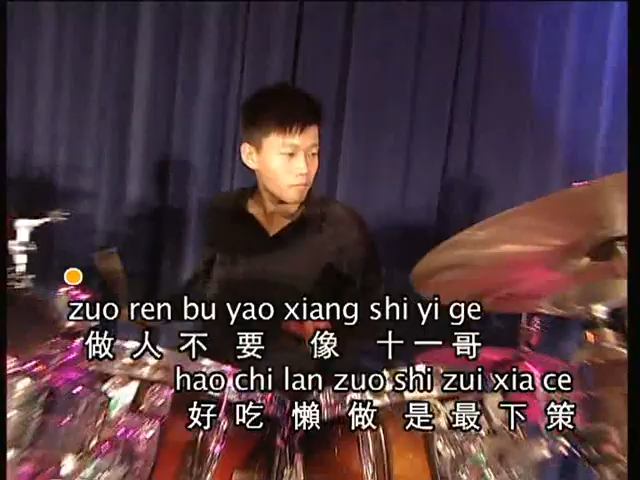 zuo ren bu yao xiang shi yi ge
做人不要像十一哥
hao chi lan zuo shi zui xia ce
好吃懒做是最下策